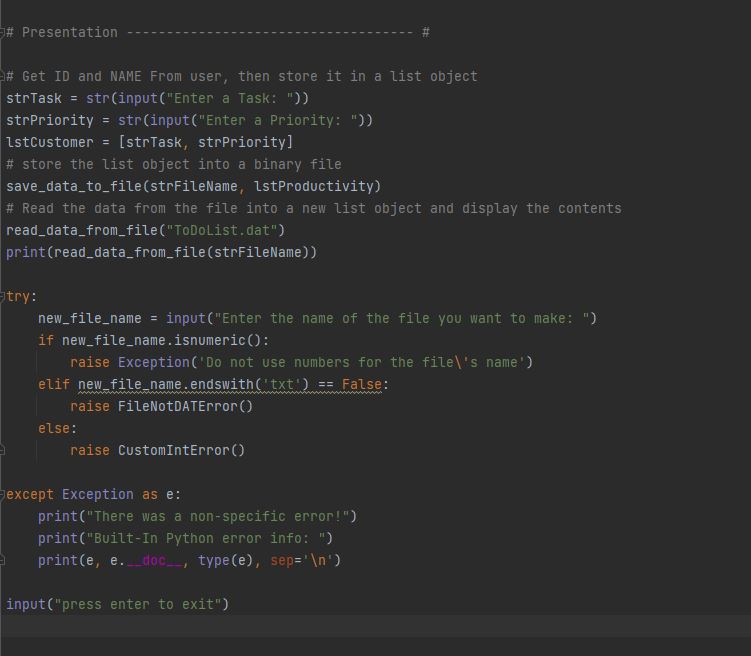 # Presentation ---------------------------------- #
# Get ID and NAME From user, then store it in a list object
strTask = str(input("Enter a Task: "))
strPriority = str(input("Enter a Priority: "))
lstCustomer = [strTask, strPriority]
# store the list object into a binary file
save_data_to_file(strFileName, lstProductivity)
# Read the data from the file into a new list object and display the contents
read_data_from_file("ToDoList.dat")
print(read_data_from_file(strFileName))
try:
    new_file_name = input("Enter the name of the file you want to make: ")
    if new_file_name.isnumeric():
        raise Exception('Do not use numbers for the file\'s name')
    elif new_file_name.endswith('txt') == False:
        raise FileNotDATError()
    else:
        raise CustomIntError()
except Exception as e:
    print("There was a non-specific error!")
    print("Built-In Python error info: ")
    print(e, e.__doc__, type(e), sep='\n')
input("press enter to exit")